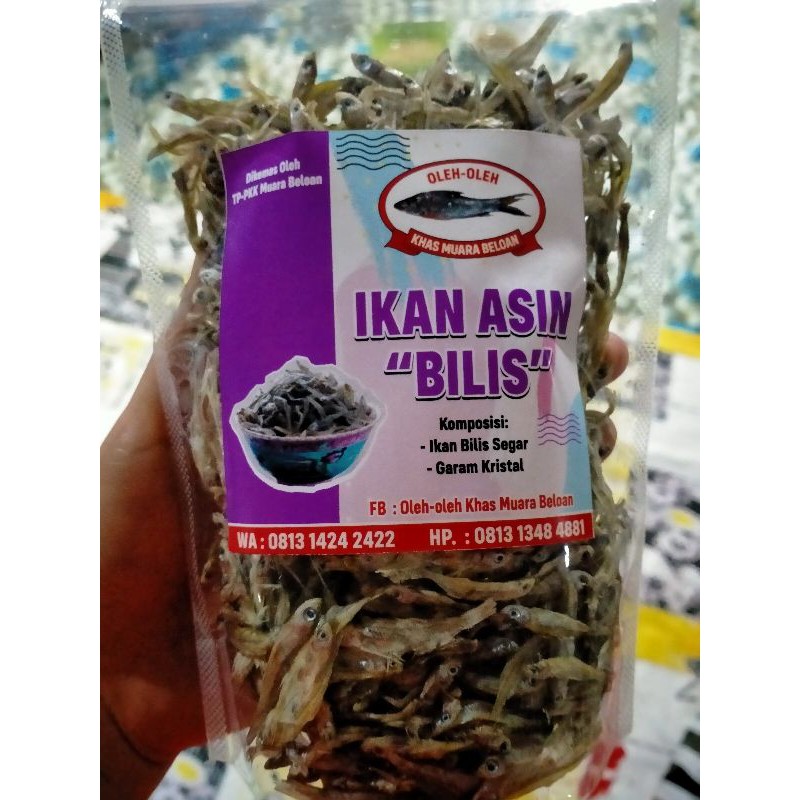 Dikemas Oleh
TP-PKK Muara Beloan
OLEH-OLEH
KHAS MUARA BELOAN
IKAN ASIN
“BILIS”
Komposisi:
- Ikan Bilis Segar
- Garam Kristal
FB : Oleh-oleh Khas Muara Beloan
WA : 0813 1424 2422 HP. : 0813 1348 4881